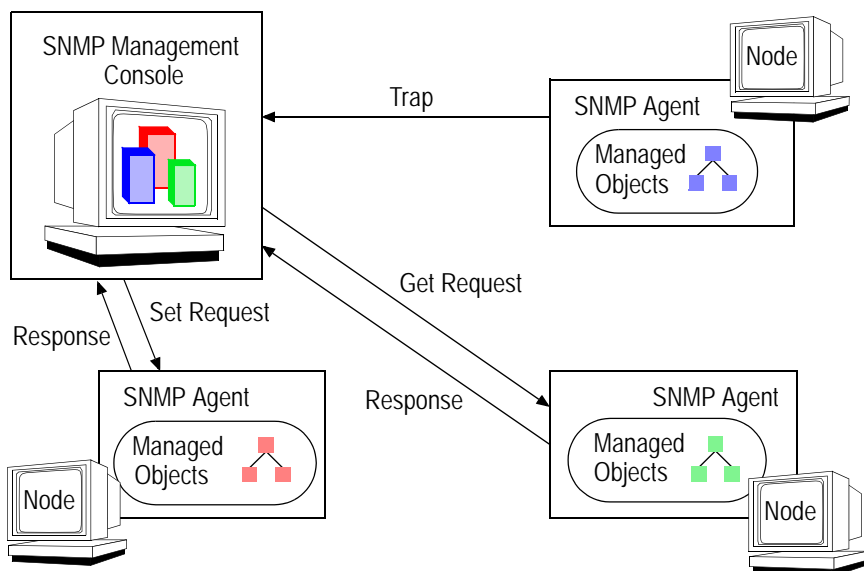 SNMP Management
Console
Node
Trap
SNMP Agent
Managed
Objects
Get Request
Set Request
Response
SNMP Agent
Managed
Objects
Node
Response
SNMP Agent
Managed
Objects
Node